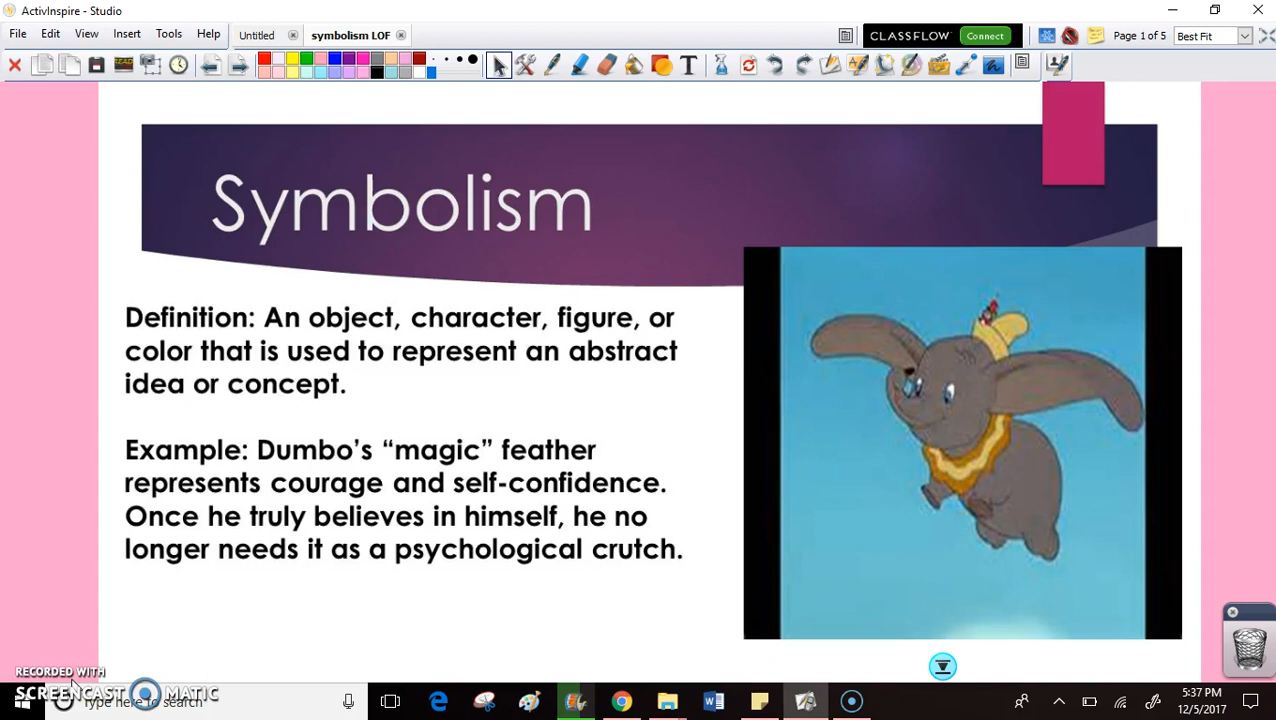 ActivInspire - Studio
File Edit View Insert Tools Help
Untitled
symbolism LOF
CLASSFLOW Connect
Page 1 of 5
Best Fit
Symbolism
Definition: An object, character, figure, or
color that is used to represent an abstract
idea or concept.
Example: Dumbo’s “magic” feather
represents courage and self-confidence.
Once he truly believes in himself, he no
longer needs it as a psychological crutch.
RECORDED WITH
SCREENCAST MATIC
Type here to search
5:37 PM
12/5/2017